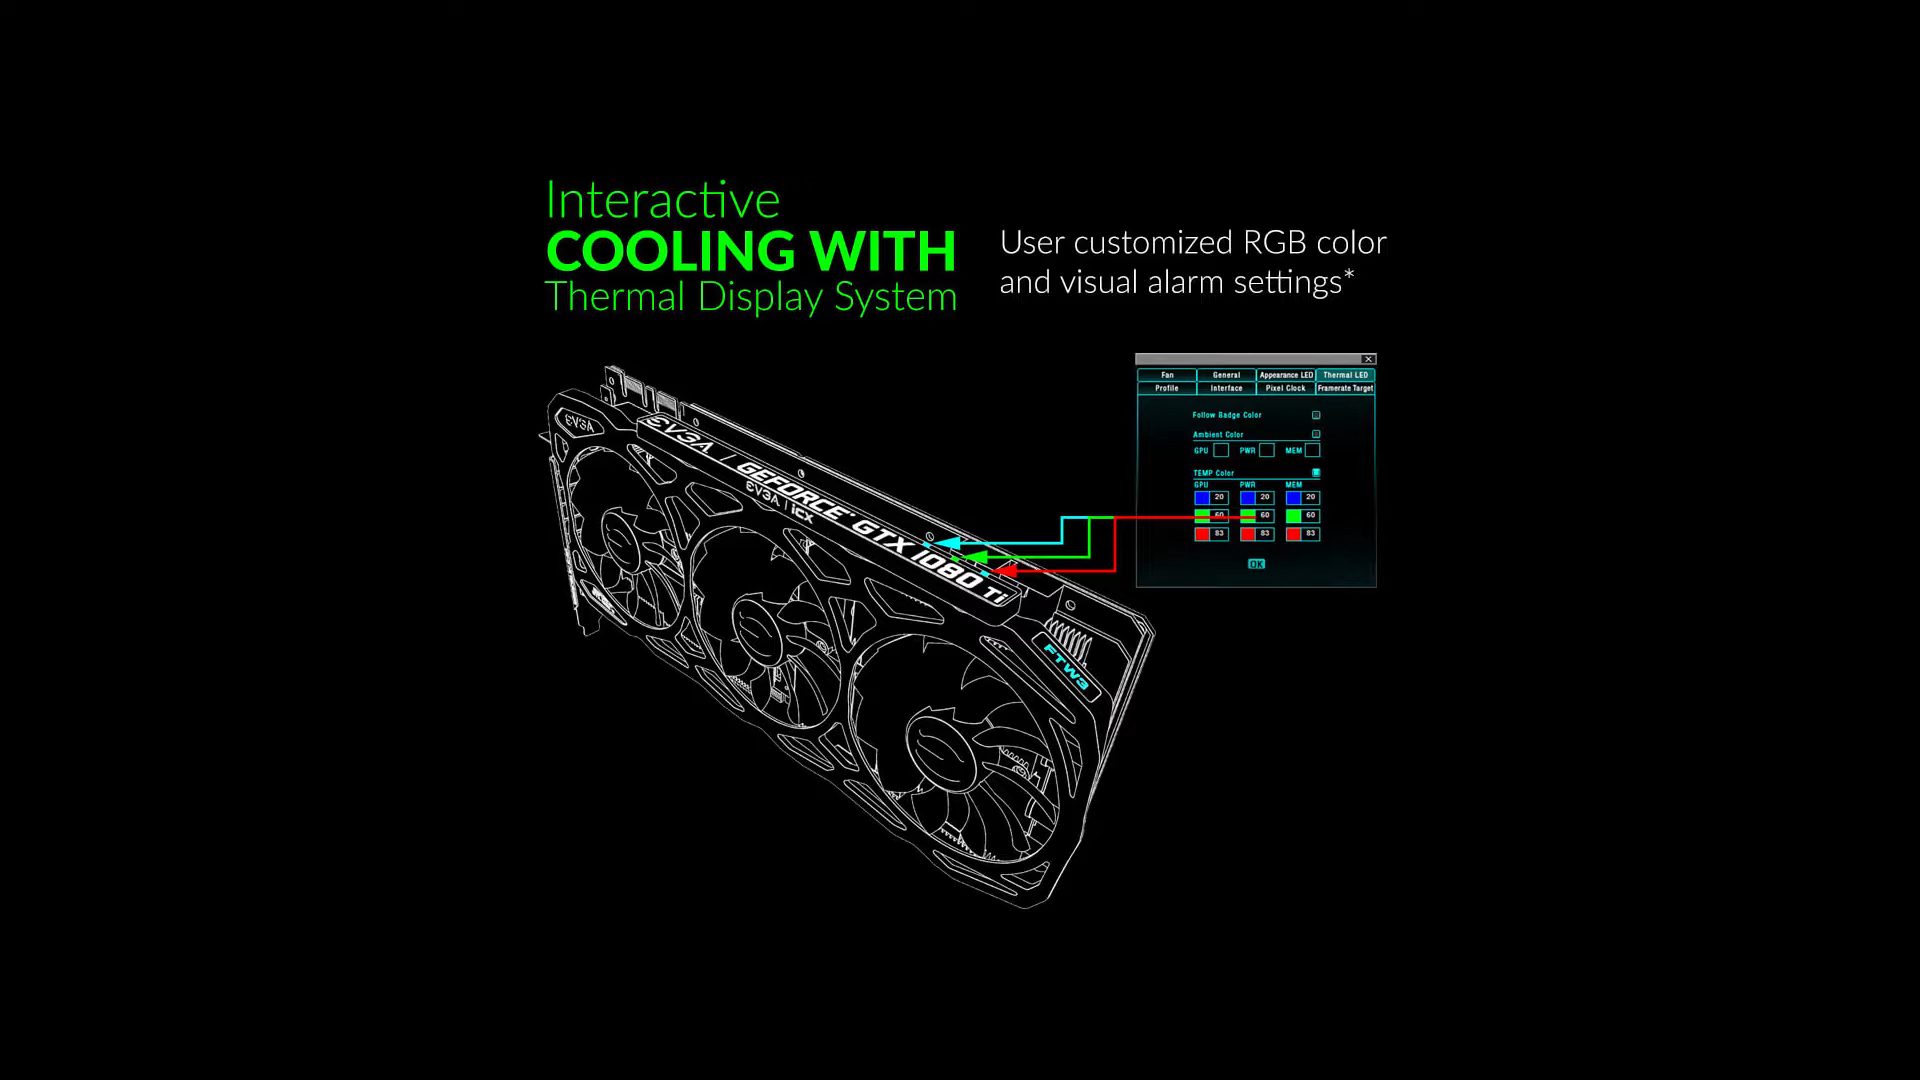 Interactive
COOLING WITH
Thermal Display System
User customized RGB color
and visual alarm settings*
EVGA
EVGA / GEFORCE GTX 1080 Ti
EVGA | iCX
FTW3
Fan General Appearance LED Thermal LED
Profile Interface Pixel Clock Framerate Target
Follow Badge Color
Ambient Color
GPU PWR MEM
TEMP Color
GPU PWR MEM
20 20 20
60 60 60
83 83 83
OK